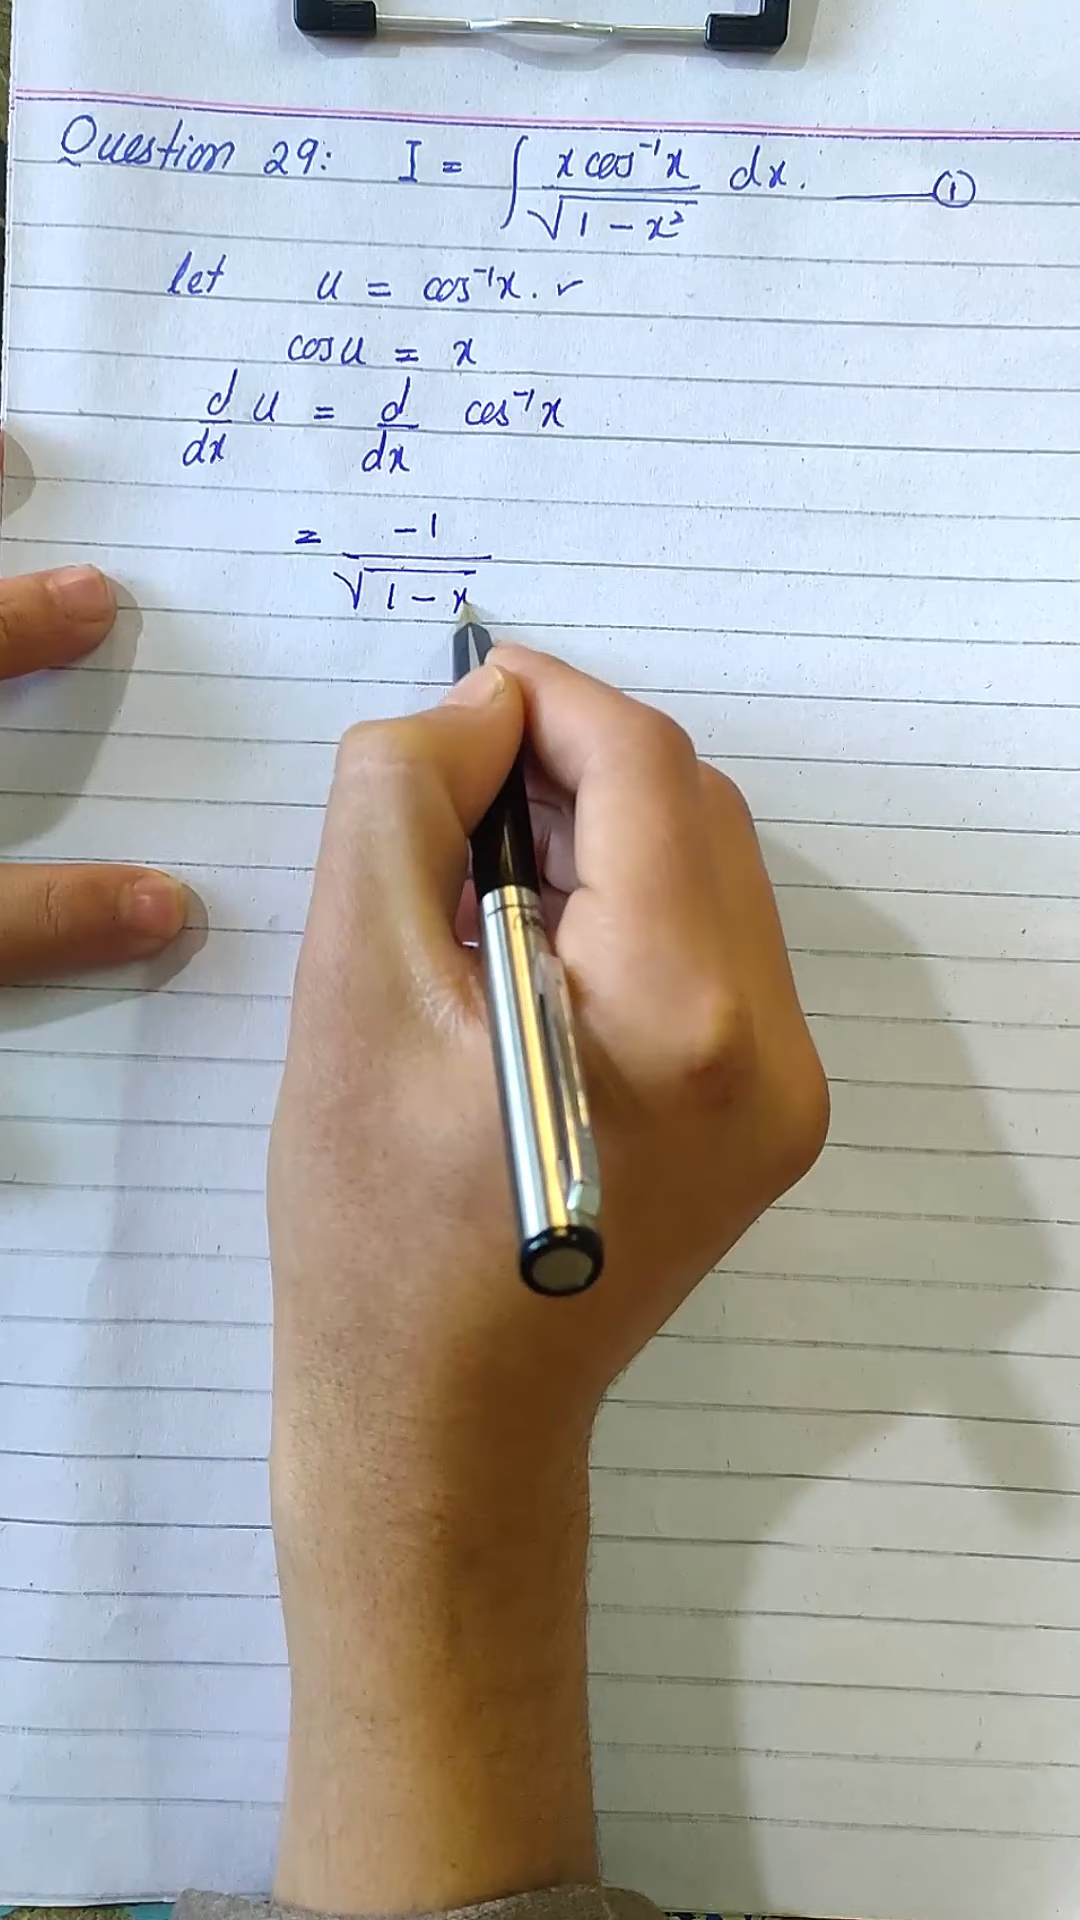 Question 29: I = ∫ x cos⁻¹x / √(1 − x²) dx. ——— ①
let u = cos⁻¹x. ✓
cos u = x
d/dx u = d/dx cos⁻¹x
= −1 / √(1 − x